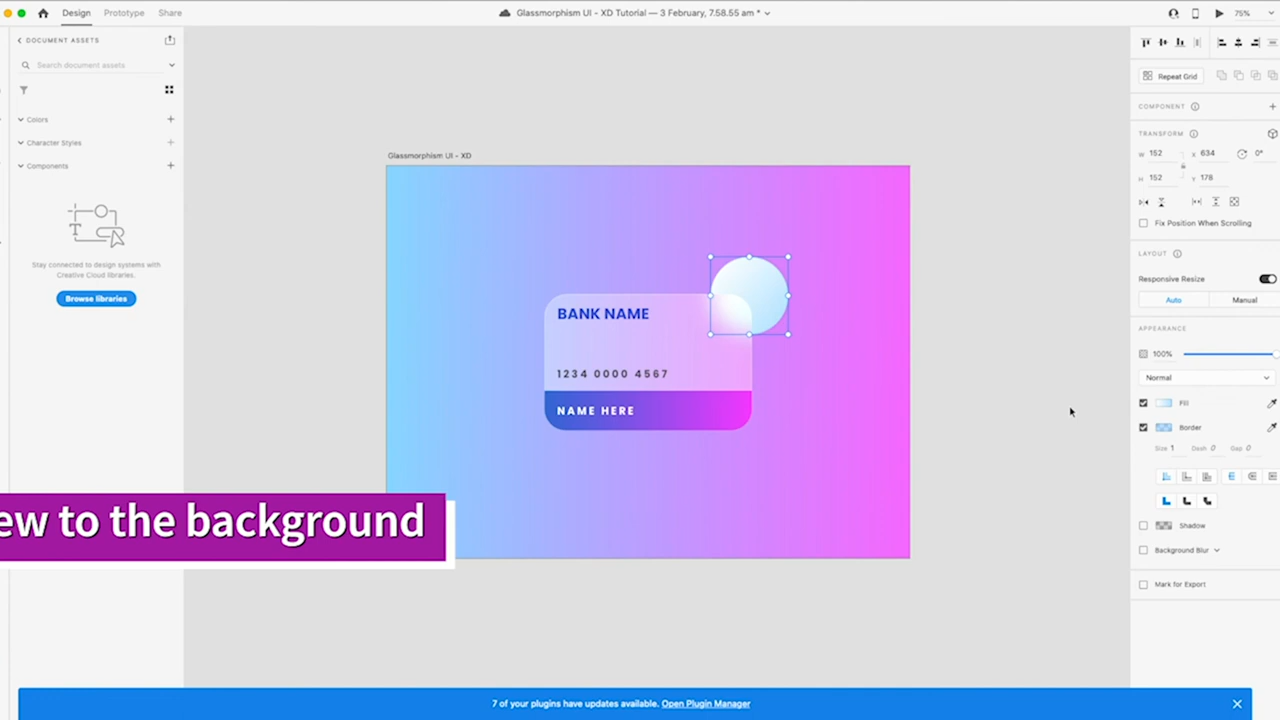 Design Prototype Share
Glassmorphism UI - XD Tutorial — 3 February, 7.58.55 am *
75%
DOCUMENT ASSETS
Search document assets
Colors
Character Styles
Components
Stay connected to design systems with
Creative Cloud libraries.
Browse libraries
Glassmorphism UI - XD
BANK NAME
1234 0000 4567
NAME HERE
ew to the background
Repeat Grid
COMPONENT
TRANSFORM
W 152 X 634 0°
H 152 Y 178
Fix Position When Scrolling
LAYOUT
Responsive Resize
Auto Manual
APPEARANCE
100%
Normal
Fill
Border
Size 1 Dash 0 Gap 0
Shadow
Background Blur
Mark for Export
7 of your plugins have updates available. Open Plugin Manager